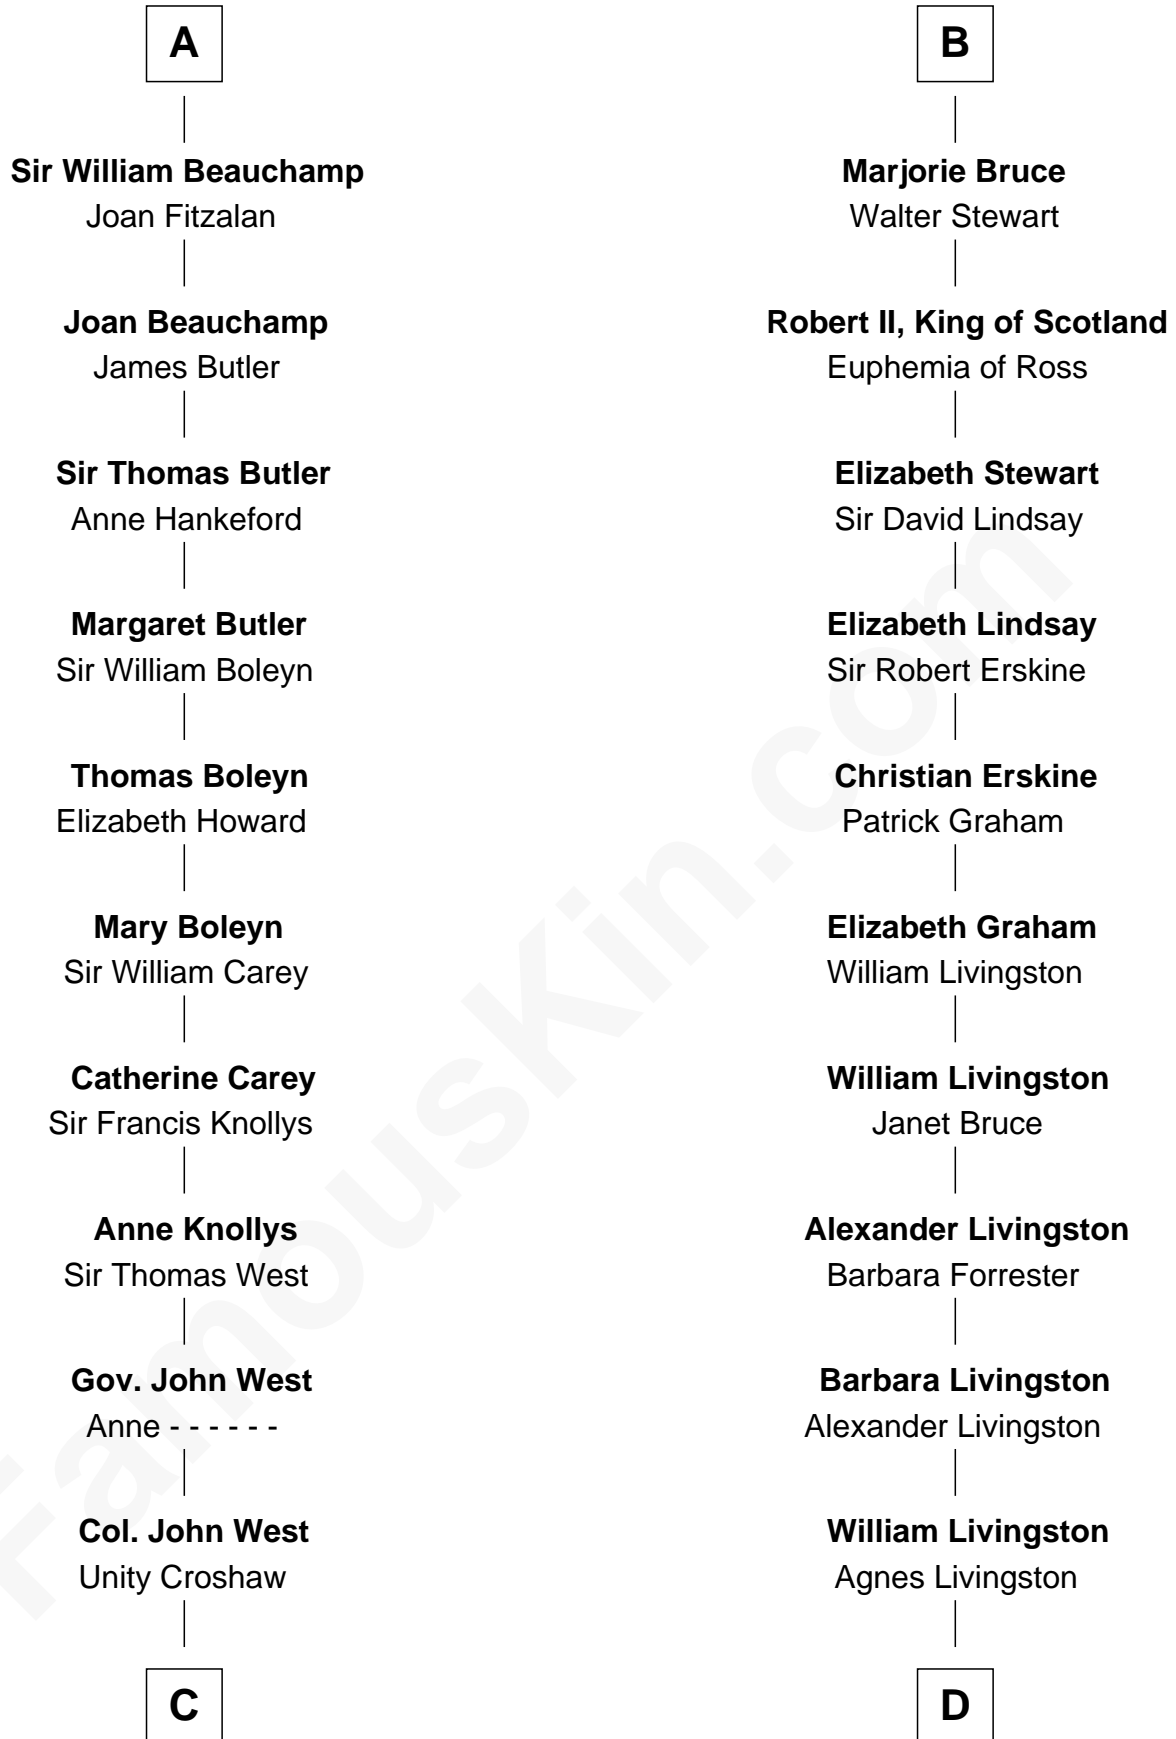 A
Sir William Beauchamp
Joan Fitzalan
Joan Beauchamp
James Butler
Sir Thomas Butler
Anne Hankeford
Margaret Butler
Sir William Boleyn
Thomas Boleyn
Elizabeth Howard
Mary Boleyn
Sir William Carey
Catherine Carey
Sir Francis Knollys
Anne Knollys
Sir Thomas West
Gov. John West
Anne - - - - - -
Col. John West
Unity Croshaw
C
B
Marjorie Bruce
Walter Stewart
Robert II, King of Scotland
Euphemia of Ross
Elizabeth Stewart
Sir David Lindsay
Elizabeth Lindsay
Sir Robert Erskine
Christian Erskine
Patrick Graham
Elizabeth Graham
William Livingston
William Livingston
Janet Bruce
Alexander Livingston
Barbara Forrester
Barbara Livingston
Alexander Livingston
William Livingston
Agnes Livingston
D
FamousKin.com